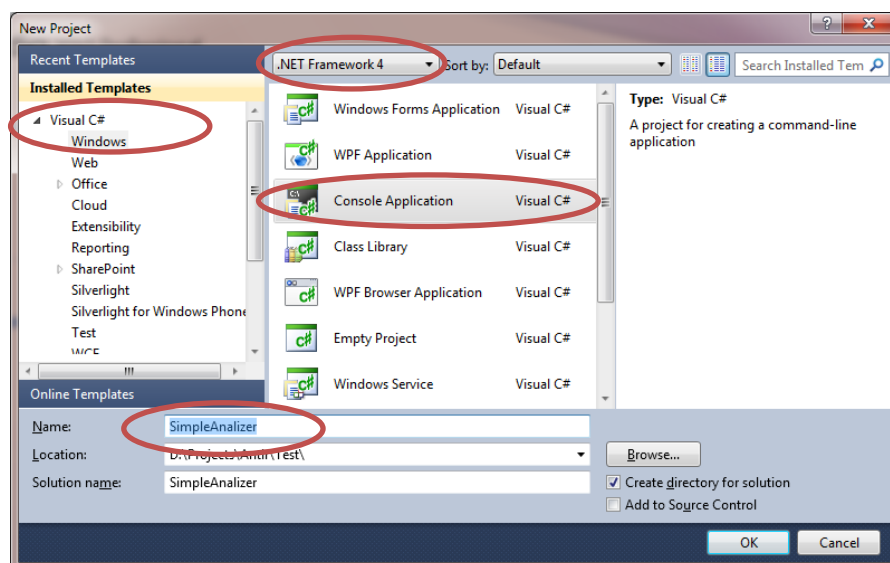 New Project
Recent Templates
Installed Templates
Visual C#
Windows
Web
Office
Cloud
Extensibility
Reporting
SharePoint
Silverlight
Silverlight for Windows Phone
Test
WCF
Online Templates
.NET Framework 4
Sort by: Default
Search Installed Tem
Windows Forms Application Visual C#
WPF Application Visual C#
Console Application Visual C#
Class Library Visual C#
WPF Browser Application Visual C#
Empty Project Visual C#
Windows Service Visual C#
Type: Visual C#
A project for creating a command-line
application
Name: SimpleAnalizer
Location:
Solution name: SimpleAnalizer
Browse...
Create directory for solution
Add to Source Control
OK
Cancel